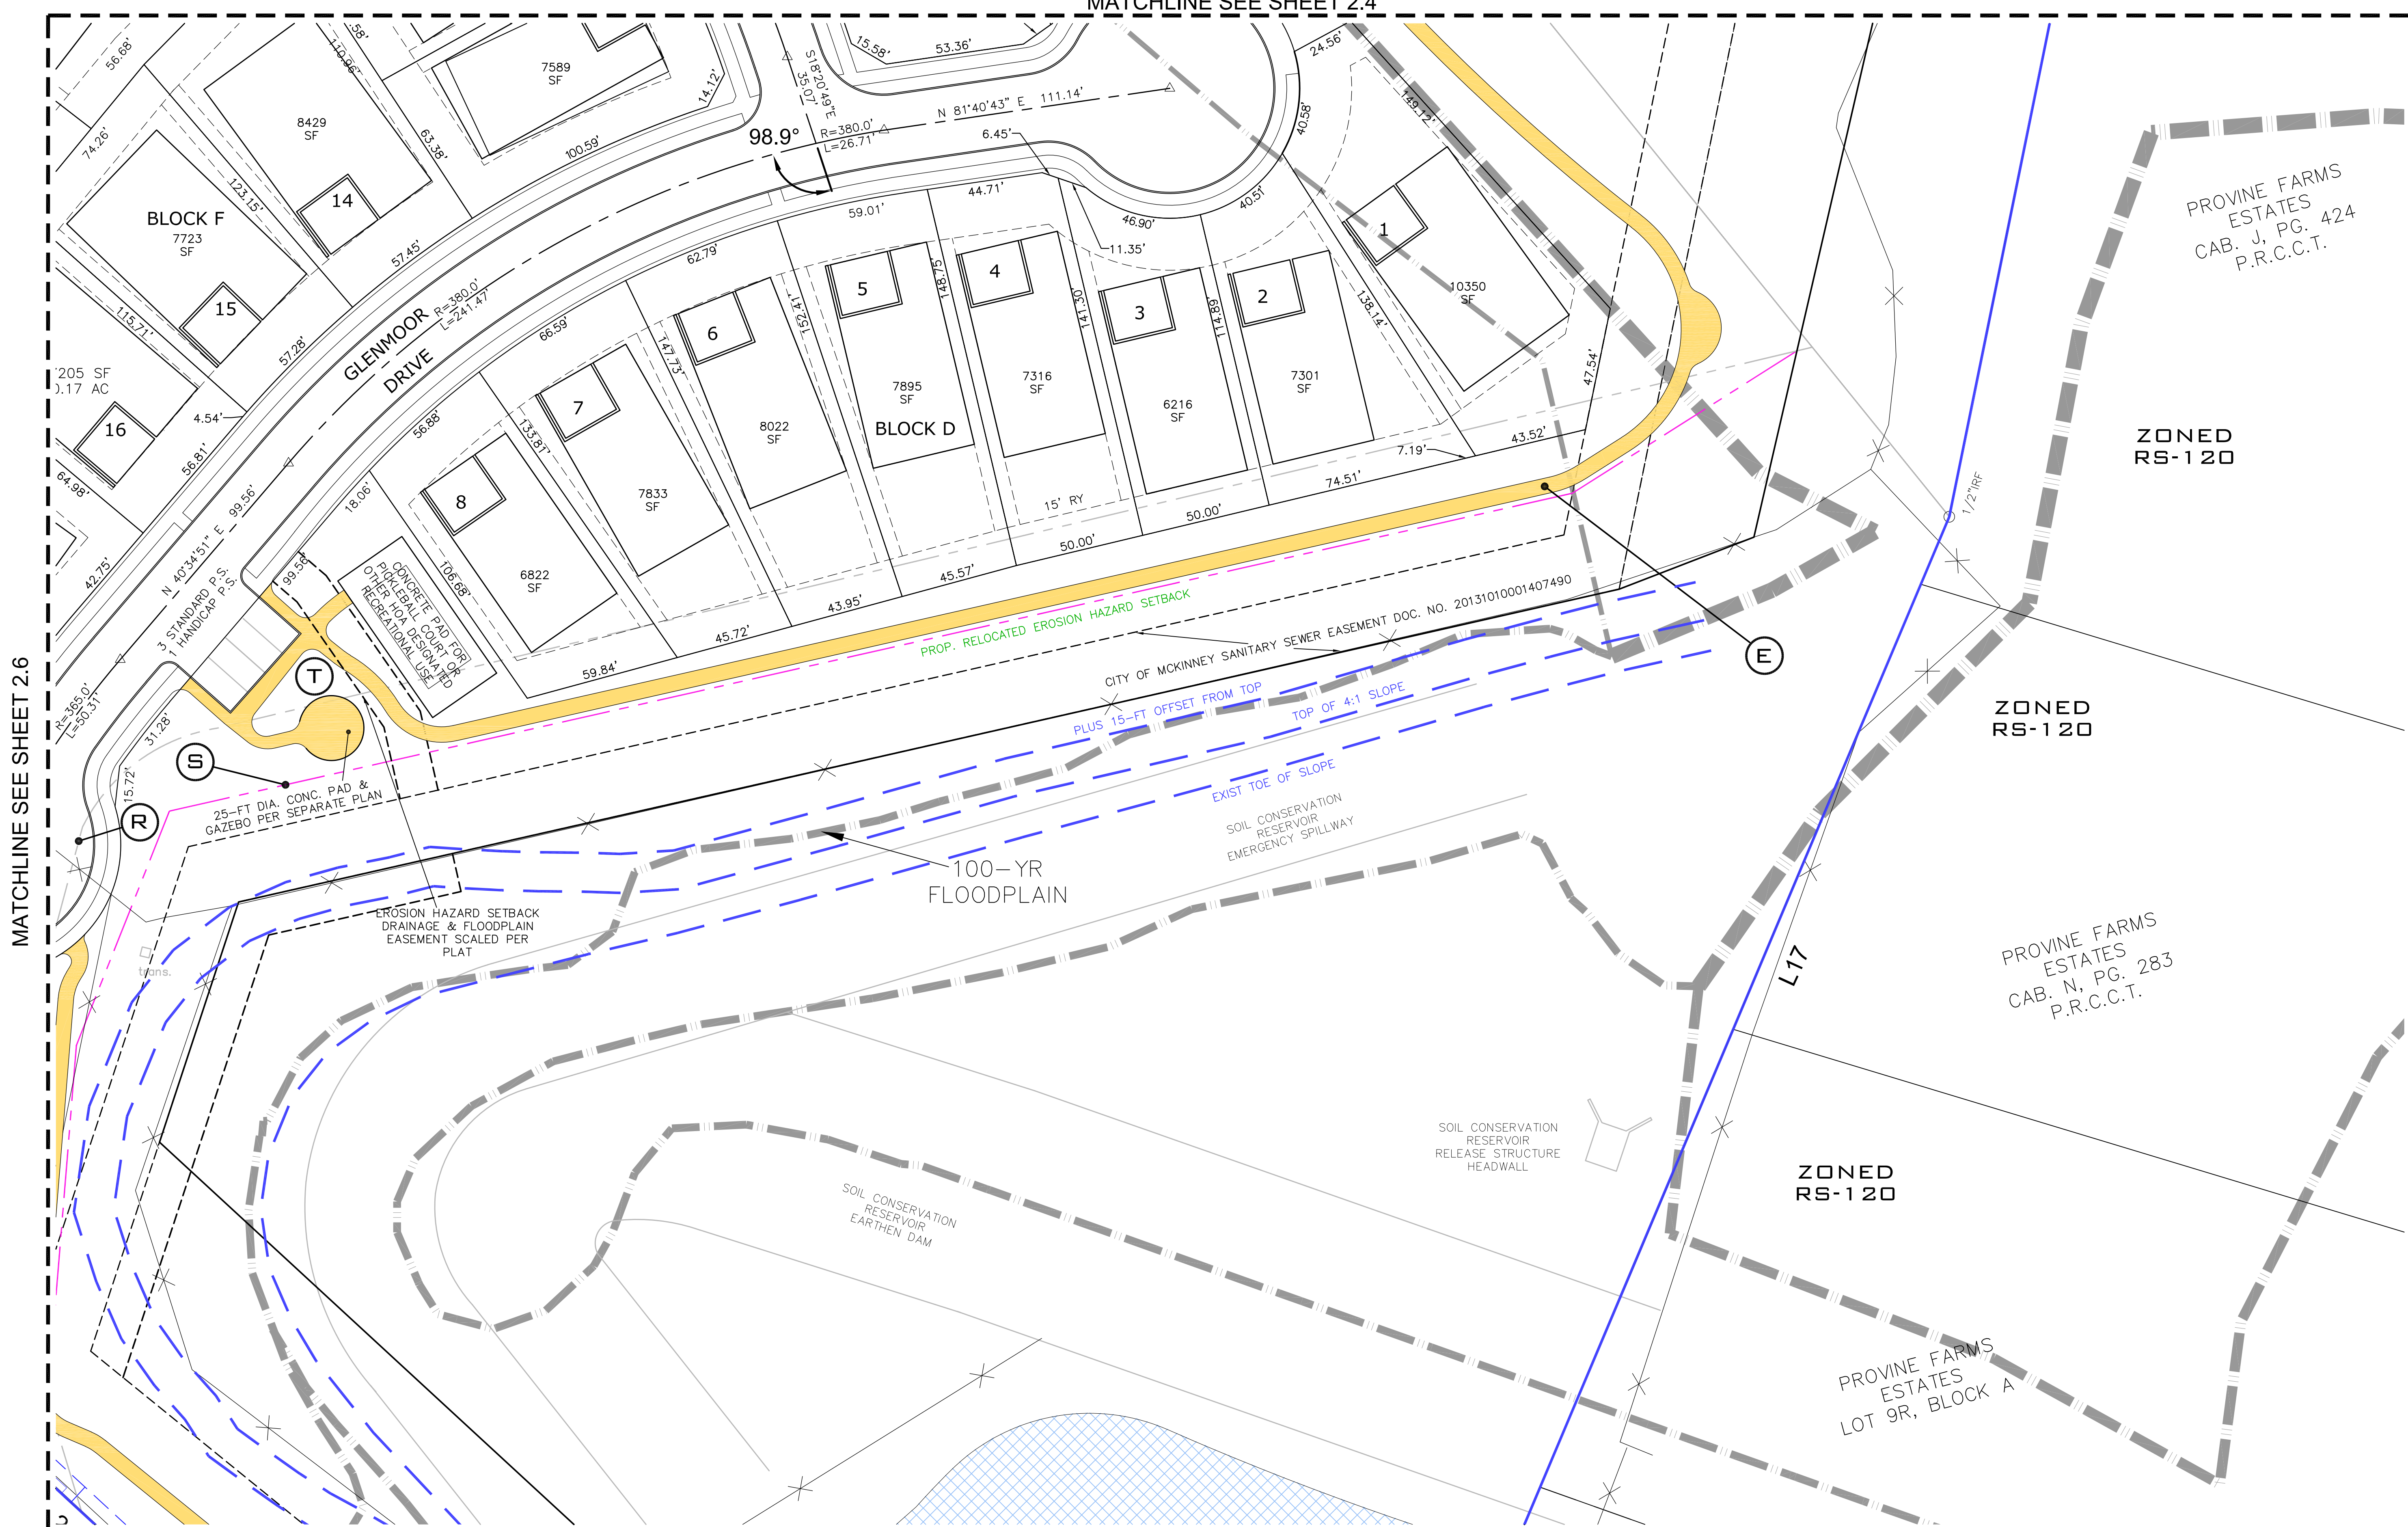 MATCHLINE SEE SHEET 2.4
56.68'
110.96'
.58'
7589
SF
14.12'
15.58'
53.36'
24.56'
S18°20'49"E
35.07'
N 81°40'43" E 111.14'
98.9°
R=380.0'
L=26.71'
6.45'
40.58'
149.12'
74.26'
8429
SF
14
63.38'
100.59'
123.15'
BLOCK F
7723
SF
57.45'
15
115.71'
57.28'
GLENMOOR
DRIVE
R=380.0'
L=241.47'
62.79'
59.01'
44.71'
46.90'
11.35'
40.51'
66.59'
56.88'
'205 SF
0.17 AC
16
4.54'
56.81'
64.98'
42.75'
N 40°34'51" E 99.56'
18.06'
99.56'
3 STANDARD P.S.
1 HANDICAP P.S.
CONCRETE PAD FOR
PICKLEBALL COURT OR
OTHER HOA DESIGNATED
RECREATIONAL USE
8
6822
SF
106.68'
7
7833
SF
133.81'
6
8022
SF
147.73'
5
7895
SF
BLOCK D
152.41'
4
7316
SF
148.75'
3
6216
SF
141.30'
2
7301
SF
114.89'
1
10350
SF
138.14'
47.54'
43.52'
7.19'
74.51'
50.00'
50.00'
45.57'
43.95'
45.72'
59.84'
15' RY
PROP. RELOCATED EROSION HAZARD SETBACK
CITY OF MCKINNEY SANITARY SEWER EASEMENT DOC. NO. 20131010001407490
E
T
S
R
R=365.0'
L=50.31'
31.28'
15.72'
25-FT DIA. CONC. PAD &
GAZEBO PER SEPARATE PLAN
MATCHLINE SEE SHEET 2.6
PLUS 15-FT OFFSET FROM TOP
TOP OF 4:1 SLOPE
EXIST TOE OF SLOPE
SOIL CONSERVATION
RESERVOIR
EMERGENCY SPILLWAY
100-YR
FLOODPLAIN
EROSION HAZARD SETBACK
DRAINAGE & FLOODPLAIN
EASEMENT SCALED PER
PLAT
trans.
PROVINE FARMS
ESTATES
CAB. J, PG. 424
P.R.C.C.T.
ZONED
RS-120
1/2"IRF
ZONED
RS-120
PROVINE FARMS
ESTATES
CAB. N, PG. 283
P.R.C.C.T.
L17
SOIL CONSERVATION
RESERVOIR
RELEASE STRUCTURE
HEADWALL
ZONED
RS-120
SOIL CONSERVATION
RESERVOIR
EARTHEN DAM
PROVINE FARMS
ESTATES
LOT 9R, BLOCK A